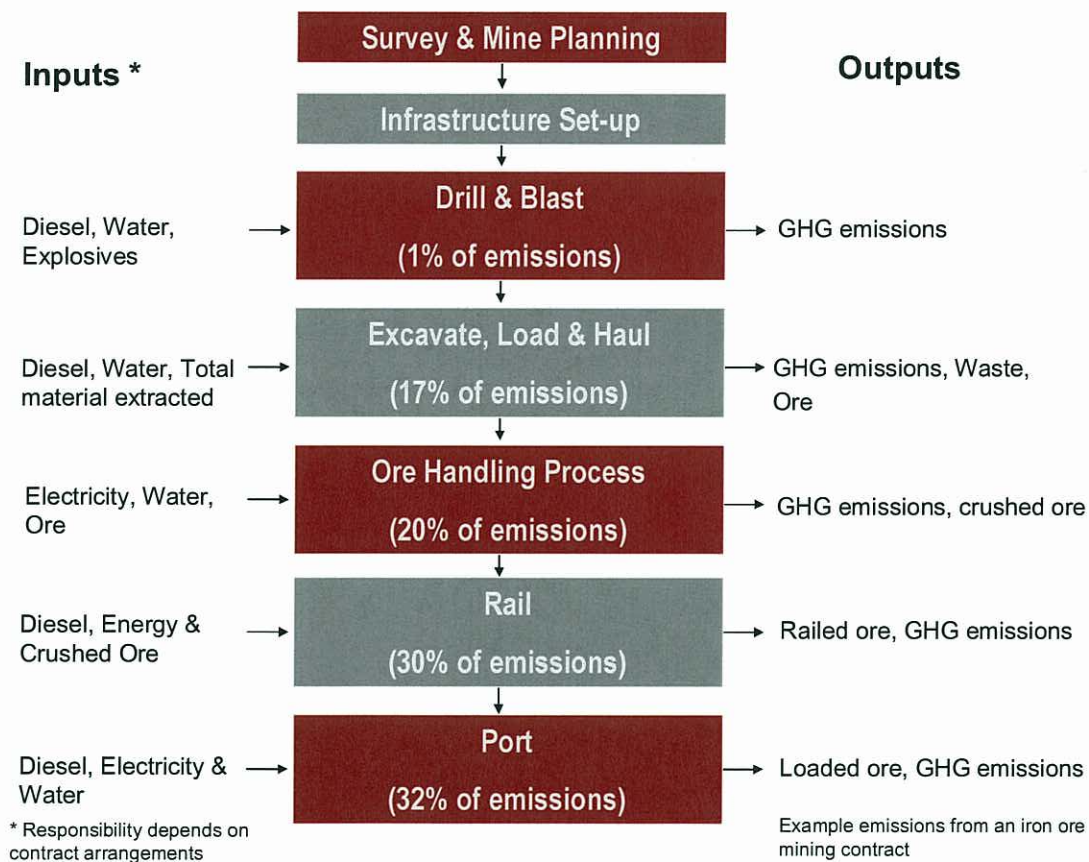 Survey & Mine Planning
Inputs *
Outputs
Infrastructure Set-up
Drill & Blast
(1% of emissions)
Diesel, Water,
Explosives
GHG emissions
Excavate, Load & Haul
(17% of emissions)
Diesel, Water, Total
material extracted
GHG emissions, Waste,
Ore
Ore Handling Process
(20% of emissions)
Electricity, Water,
Ore
GHG emissions, crushed ore
Rail
(30% of emissions)
Diesel, Energy &
Crushed Ore
Railed ore, GHG emissions
Port
(32% of emissions)
Diesel, Electricity &
Water
Loaded ore, GHG emissions
* Responsibility depends on
contract arrangements
Example emissions from an iron ore
mining contract